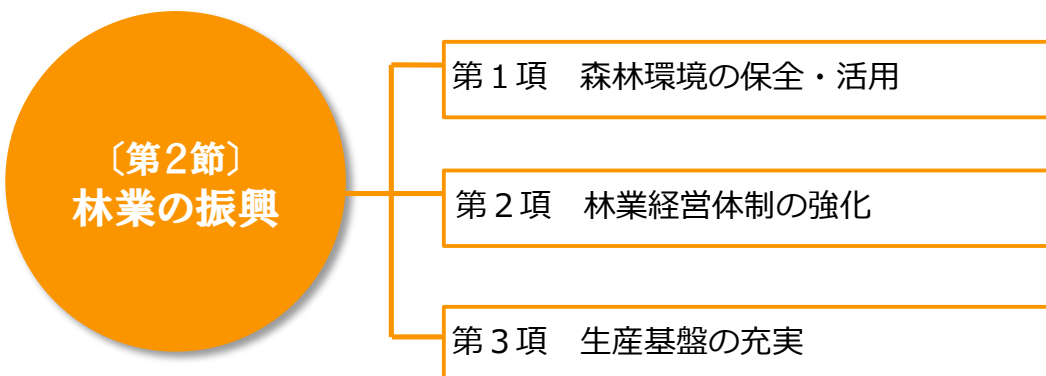 〔第２節〕
林業の振興
第１項　森林環境の保全・活用
第２項　林業経営体制の強化
第３項　生産基盤の充実